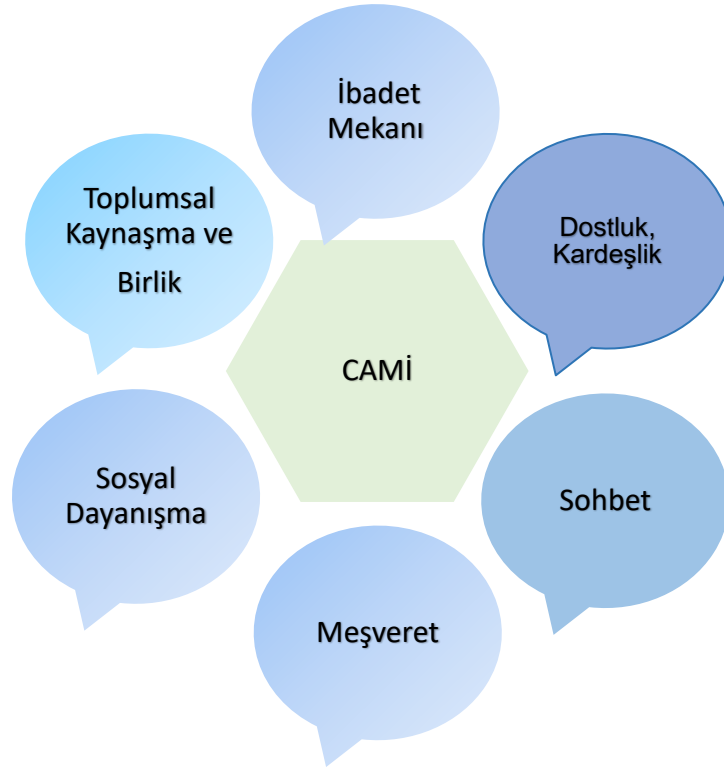 İbadet
Mekanı
Toplumsal
Kaynaşma ve
Birlik
Dostluk,
Kardeşlik
CAMİ
Sosyal
Dayanışma
Sohbet
Meşveret